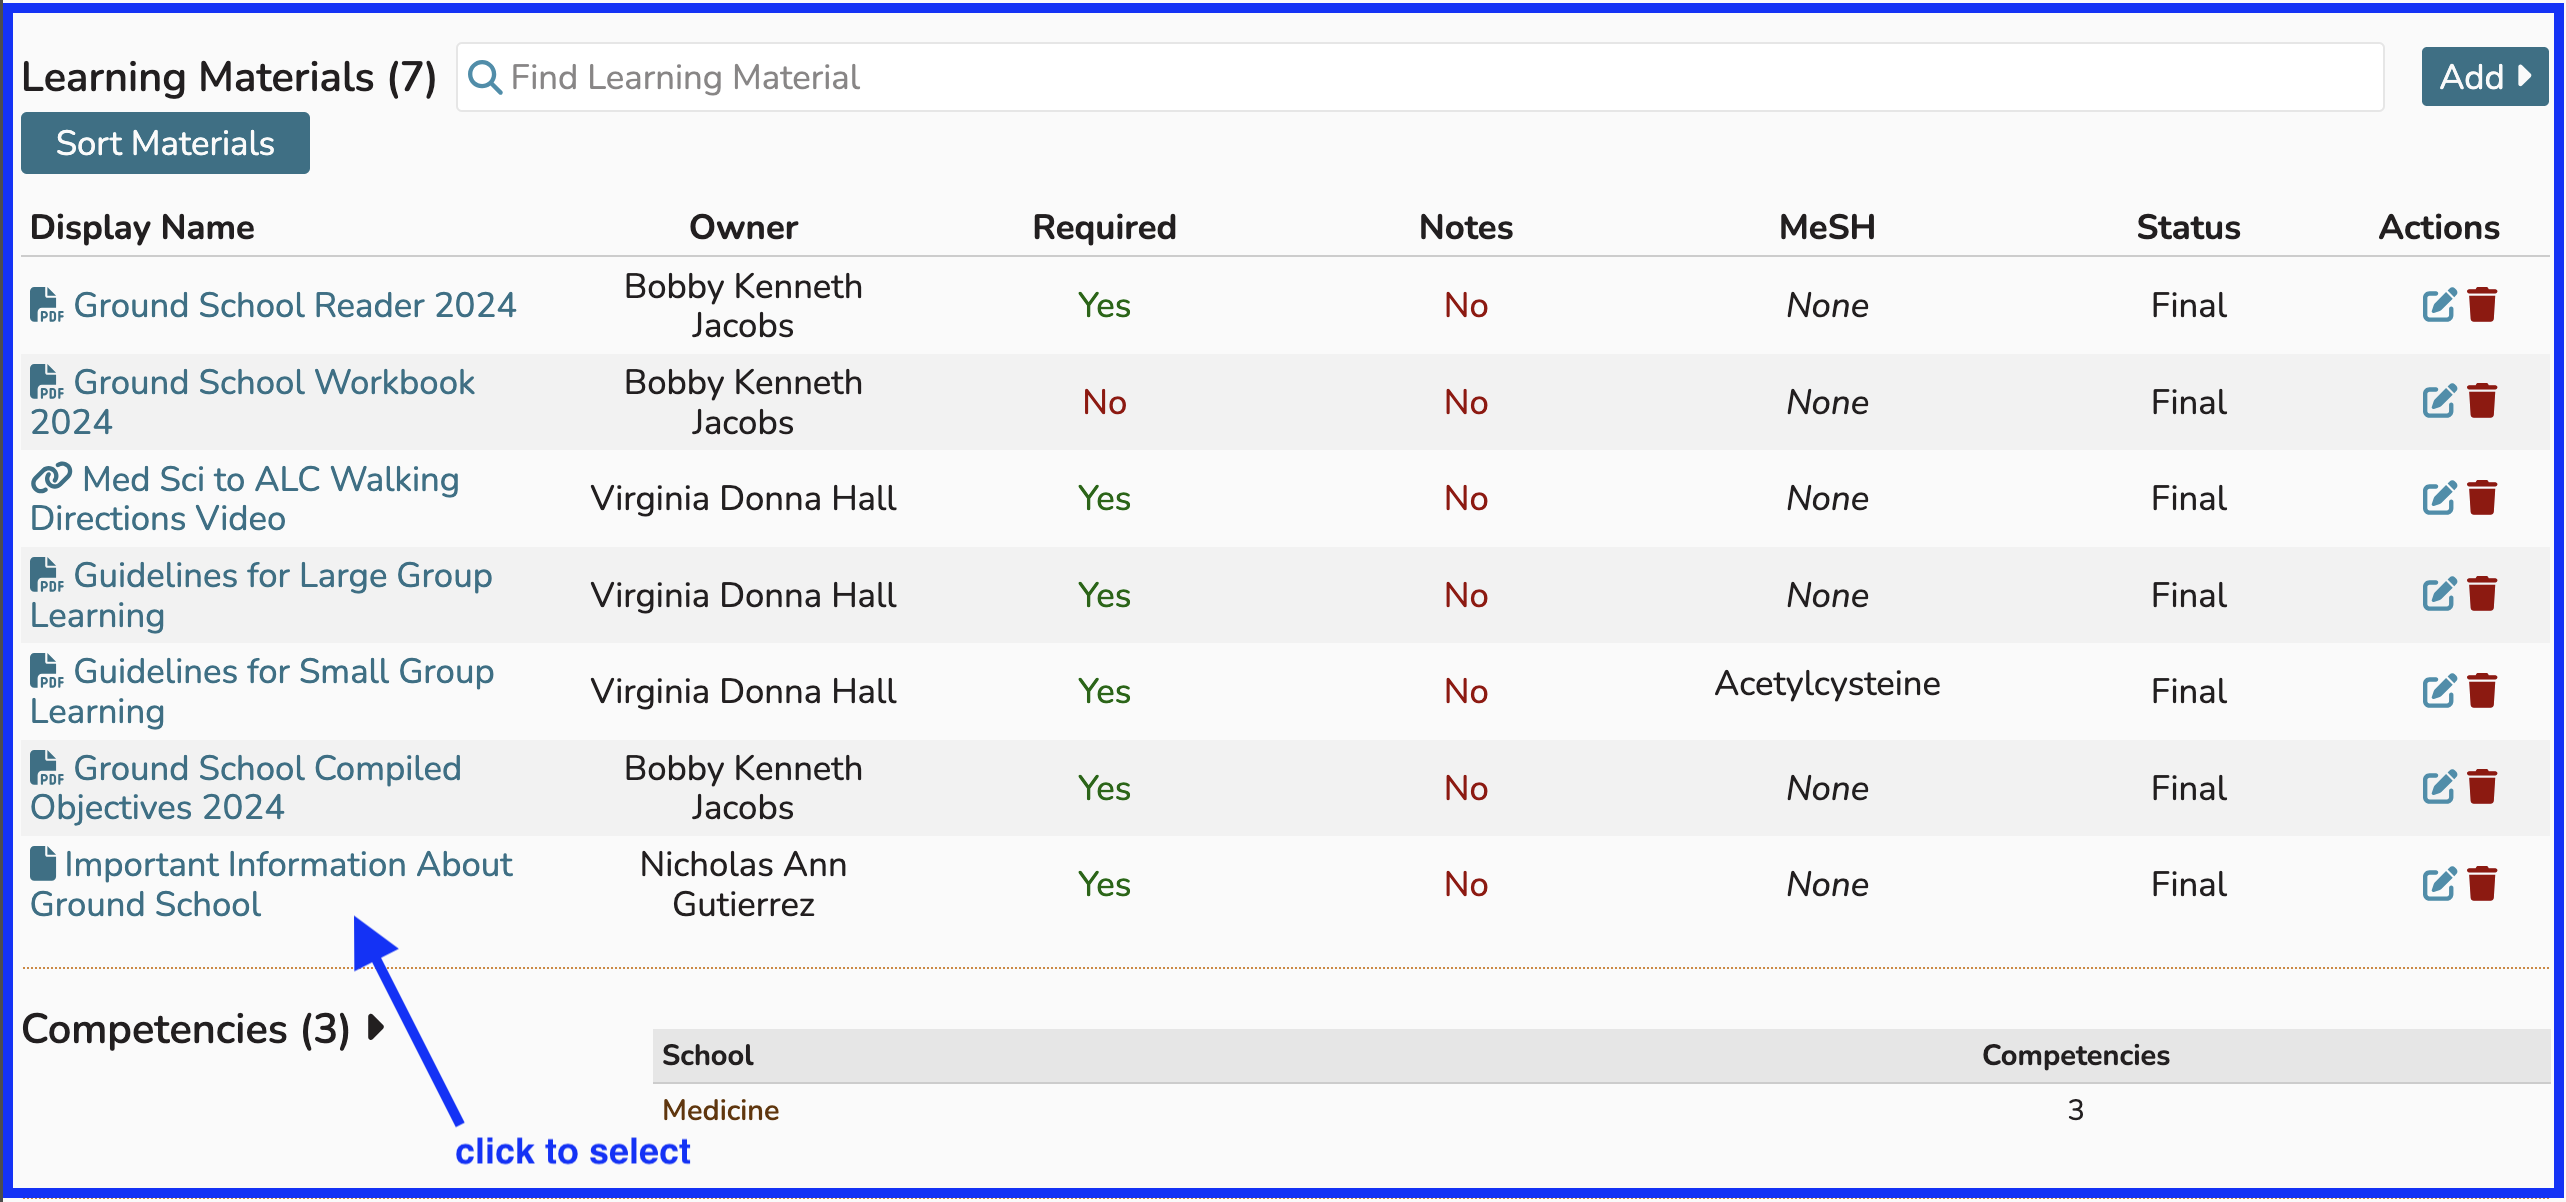 Learning Materials (7) Find Learning Material Add
Sort Materials
Display Name Owner Required Notes MeSH Status Actions
PDF Ground School Reader 2024 Bobby Kenneth Jacobs Yes No None Final
PDF Ground School Workbook 2024 Bobby Kenneth Jacobs No No None Final
Med Sci to ALC Walking Directions Video Virginia Donna Hall Yes No None Final
PDF Guidelines for Large Group Learning Virginia Donna Hall Yes No None Final
PDF Guidelines for Small Group Learning Virginia Donna Hall Yes No Acetylcysteine Final
PDF Ground School Compiled Objectives 2024 Bobby Kenneth Jacobs Yes No None Final
Important Information About Ground School Nicholas Ann Gutierrez Yes No None Final
Competencies (3)
School Competencies
Medicine 3
click to select